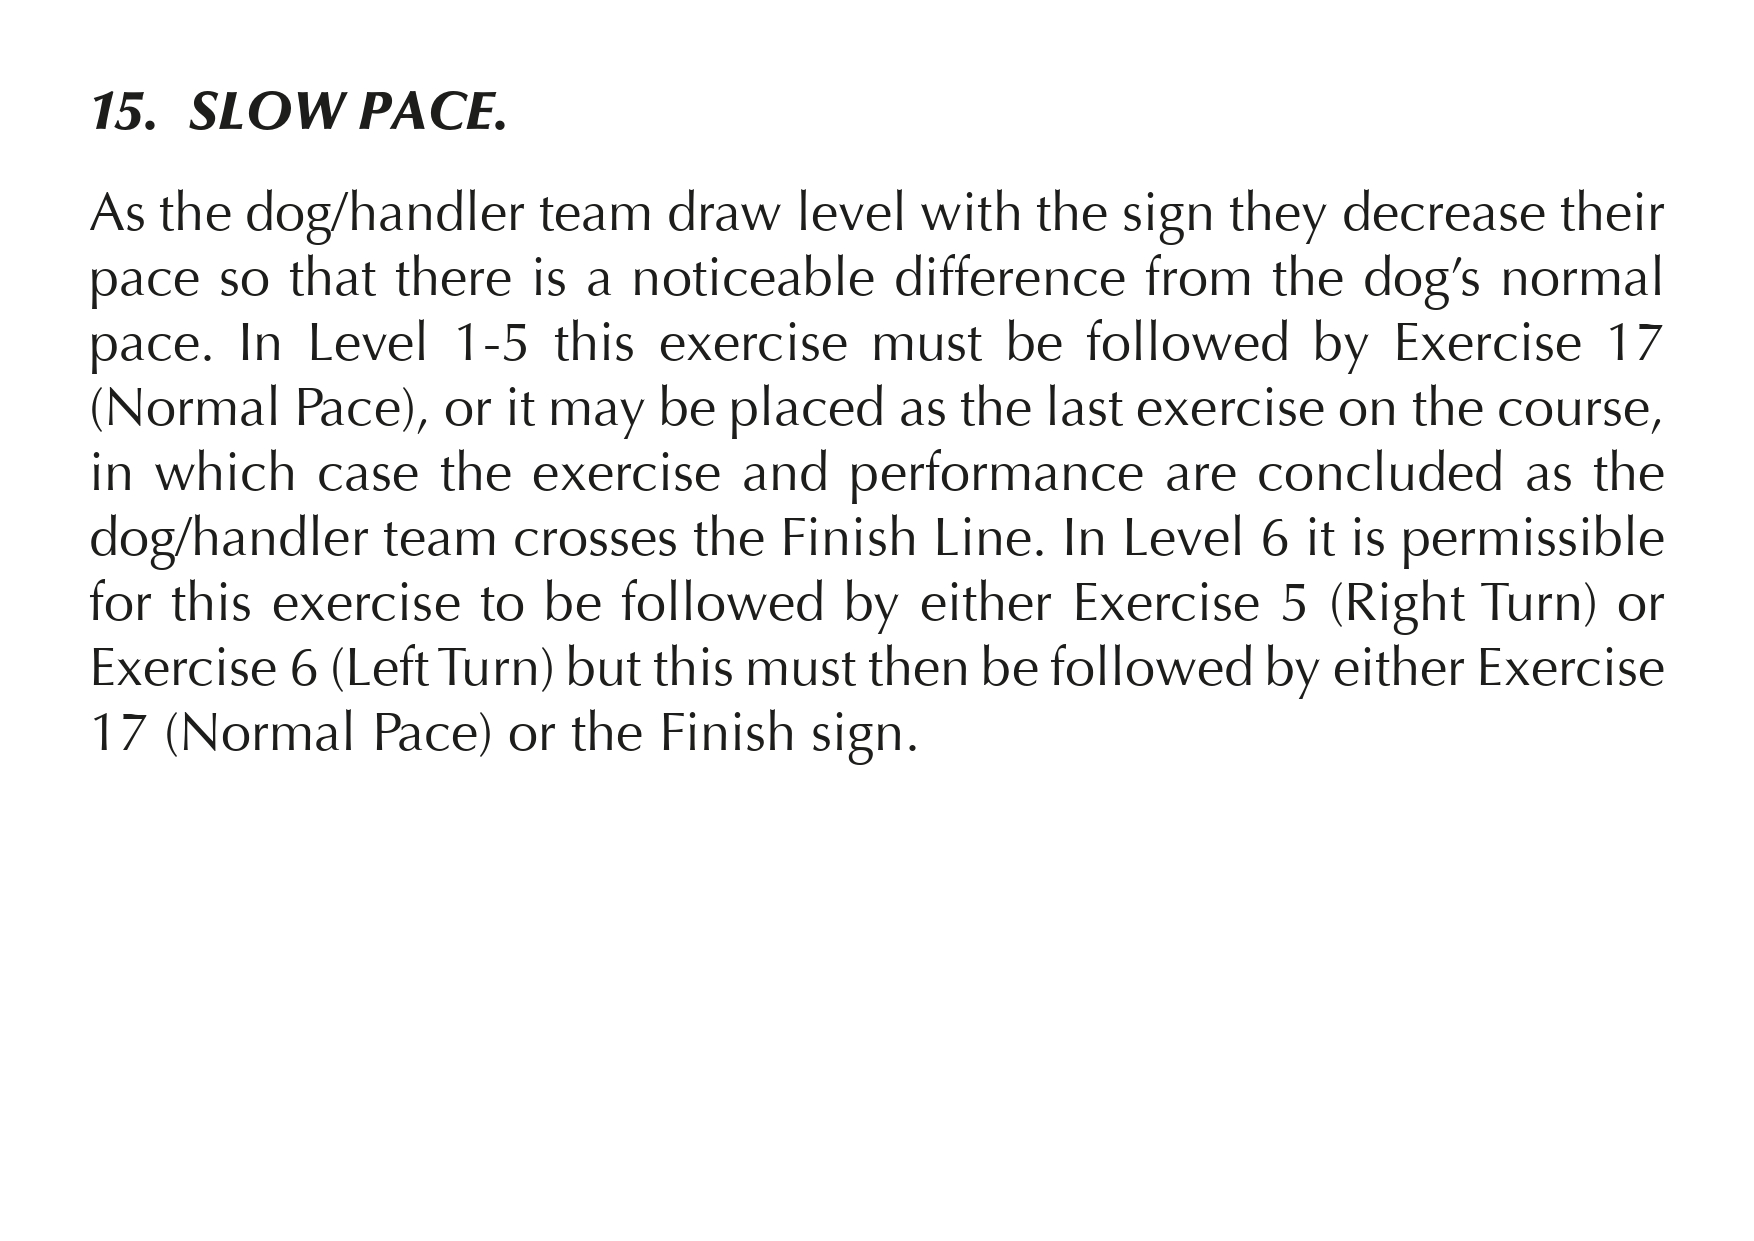 15. SLOW PACE.
As the dog/handler team draw level with the sign they decrease their
pace so that there is a noticeable difference from the dog’s normal
pace. In Level 1-5 this exercise must be followed by Exercise 17
(Normal Pace), or it may be placed as the last exercise on the course,
in which case the exercise and performance are concluded as the
dog/handler team crosses the Finish Line. In Level 6 it is permissible
for this exercise to be followed by either Exercise 5 (Right Turn) or
Exercise 6 (Left Turn) but this must then be followed by either Exercise
17 (Normal Pace) or the Finish sign.